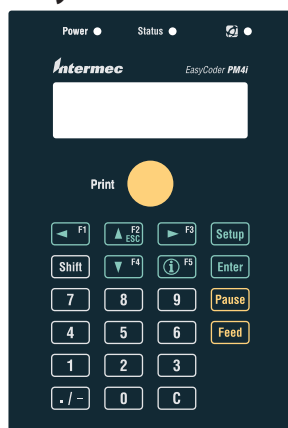 Power Status
Intermec EasyCoder PM4i
Print
F1 F2 ESC F3 Setup
Shift F4 i F5 Enter
7 8 9 Pause
4 5 6 Feed
1 2 3
. / - 0 C